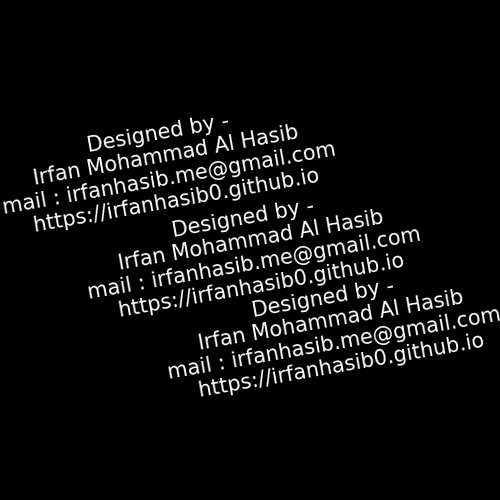 Designed by -
Irfan Mohammad Al Hasib
mail : irfanhasib.me@gmail.com
https://irfanhasib0.github.io
Designed by -
Irfan Mohammad Al Hasib
mail : irfanhasib.me@gmail.com
https://irfanhasib0.github.io
Designed by -
Irfan Mohammad Al Hasib
mail : irfanhasib.me@gmail.com
https://irfanhasib0.github.io